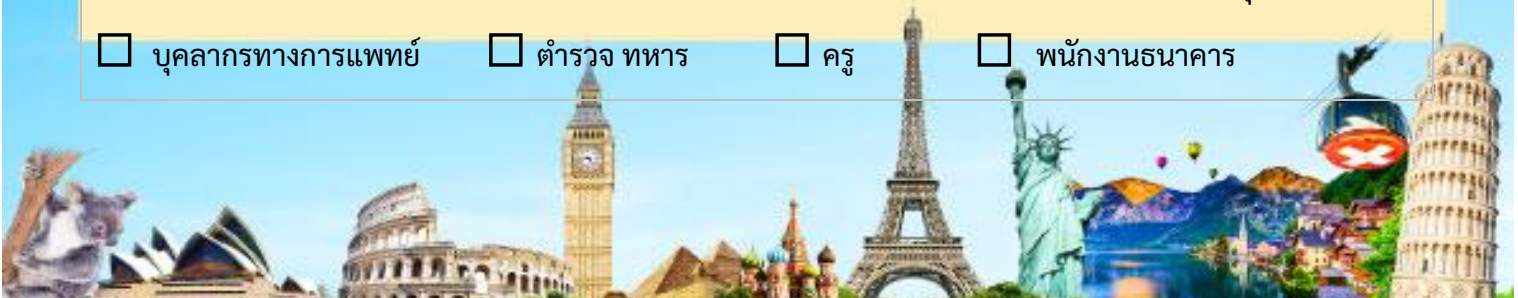 ☐ บุคลากรทางการแพทย์ ☐ ตำรวจ ทหาร ☐ ครู ☐ พนักงานธนาคาร